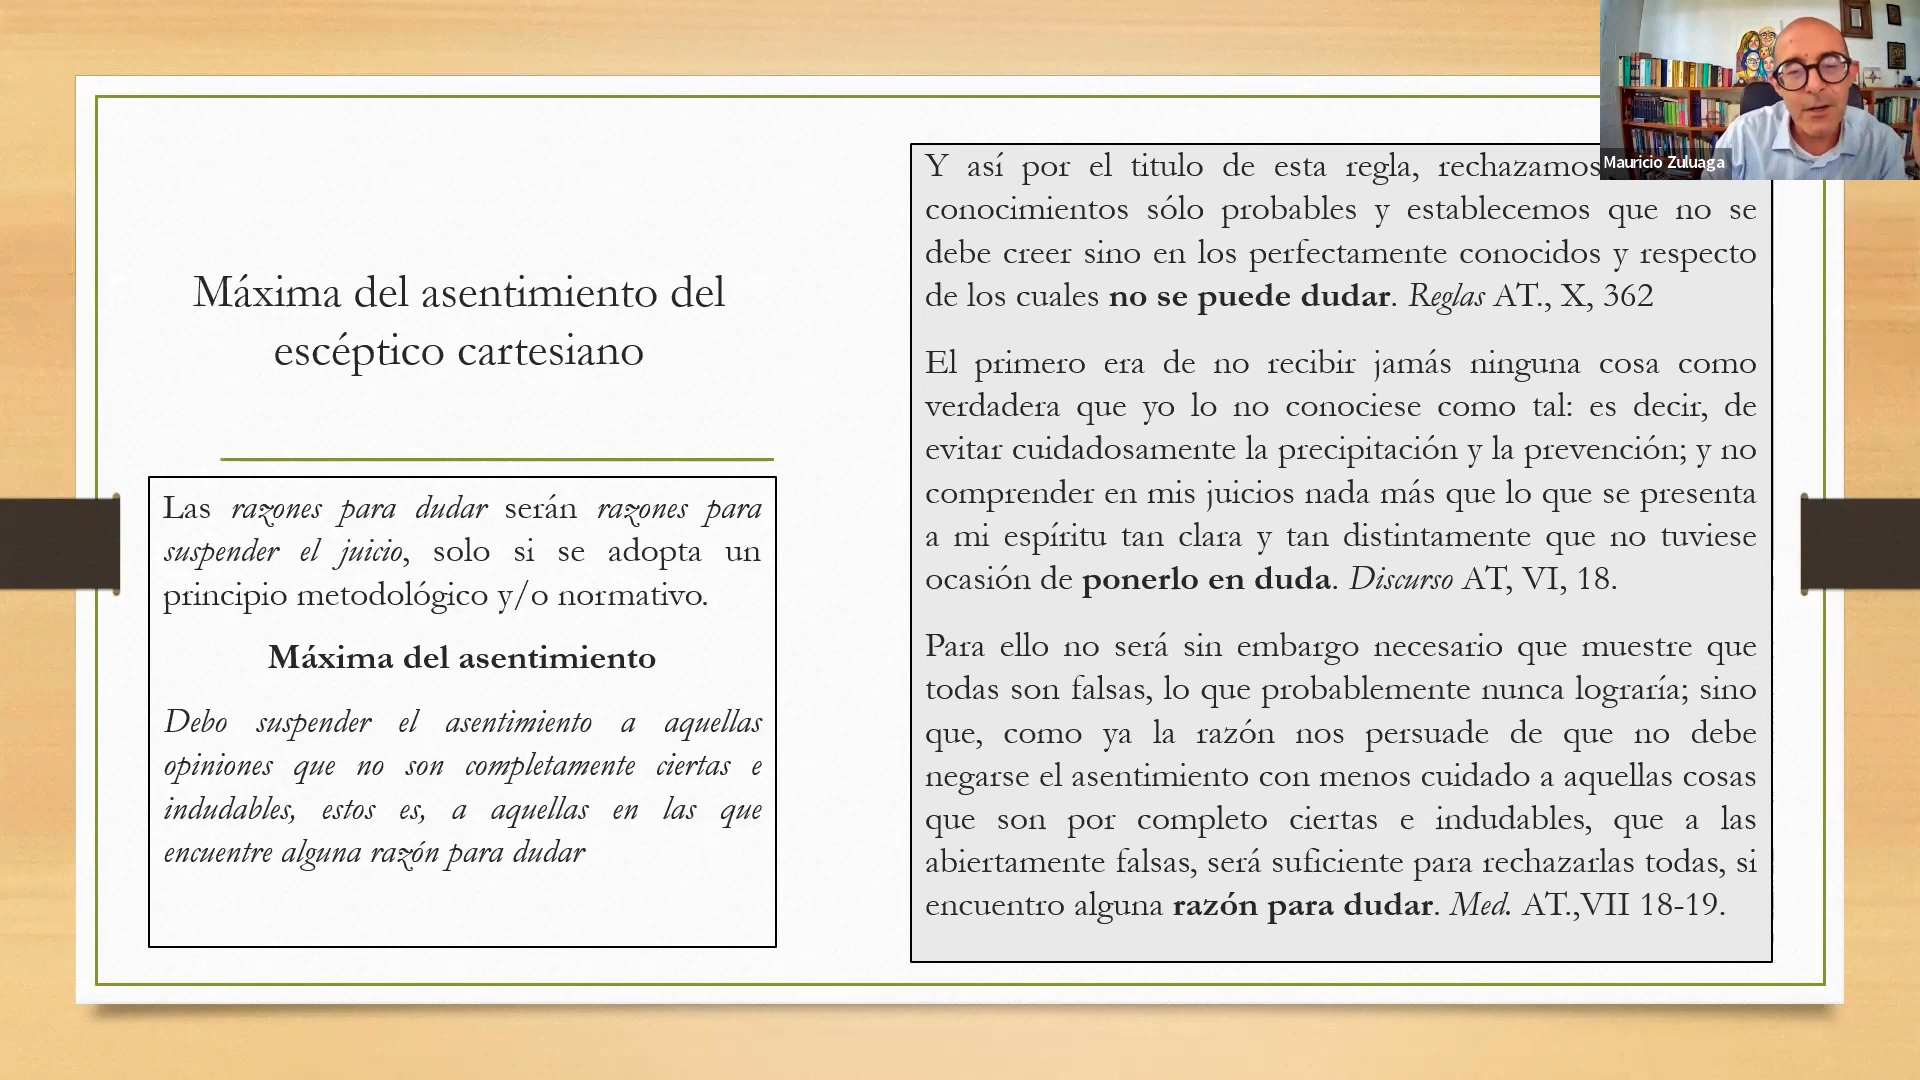 Máxima del asentimiento del
escéptico cartesiano
Las razones para dudar serán razones para
suspender el juicio, solo si se adopta un
principio metodológico y/o normativo.
Máxima del asentimiento
Debo suspender el asentimiento a aquellas
opiniones que no son completamente ciertas e
indudables, estos es, a aquellas en las que
encuentre alguna razón para dudar
Y así por el titulo de esta regla, rechazamos
conocimientos sólo probables y establecemos que no se
debe creer sino en los perfectamente conocidos y respecto
de los cuales no se puede dudar. Reglas AT., X, 362
El primero era de no recibir jamás ninguna cosa como
verdadera que yo lo no conociese como tal: es decir, de
evitar cuidadosamente la precipitación y la prevención; y no
comprender en mis juicios nada más que lo que se presenta
a mi espíritu tan clara y tan distintamente que no tuviese
ocasión de ponerlo en duda. Discurso AT, VI, 18.
Para ello no será sin embargo necesario que muestre que
todas son falsas, lo que probablemente nunca lograría; sino
que, como ya la razón nos persuade de que no debe
negarse el asentimiento con menos cuidado a aquellas cosas
que son por completo ciertas e indudables, que a las
abiertamente falsas, será suficiente para rechazarlas todas, si
encuentro alguna razón para dudar. Med. AT.,VII 18-19.
Mauricio Zuluaga